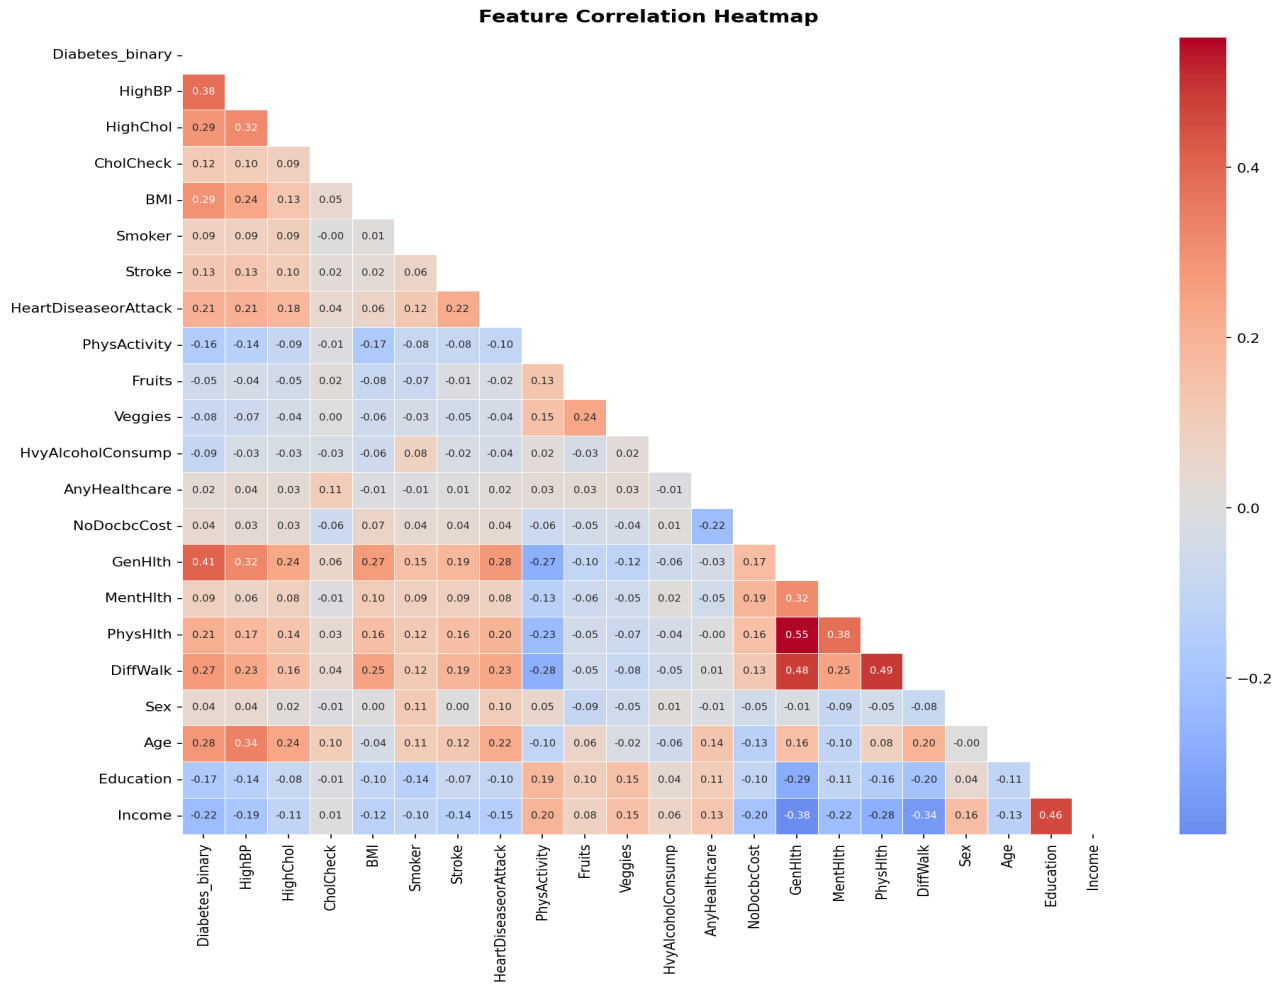 Feature Correlation Heatmap
Diabetes_binary
HighBP 0.38
HighChol 0.29 0.32
CholCheck 0.12 0.10 0.09
BMI 0.29 0.24 0.13 0.05
Smoker 0.09 0.09 0.09 -0.00 0.01
Stroke 0.13 0.13 0.10 0.02 0.02 0.06
HeartDiseaseorAttack 0.21 0.21 0.18 0.04 0.06 0.12 0.22
PhysActivity -0.16 -0.14 -0.09 -0.01 -0.17 -0.08 -0.08 -0.10
Fruits -0.05 -0.04 -0.05 0.02 -0.08 -0.07 -0.01 -0.02 0.13
Veggies -0.08 -0.07 -0.04 0.00 -0.06 -0.03 -0.05 -0.04 0.15 0.24
HvyAlcoholConsump -0.09 -0.03 -0.03 -0.03 -0.06 0.08 -0.02 -0.04 0.02 -0.03 0.02
AnyHealthcare 0.02 0.04 0.03 0.11 -0.01 -0.01 0.01 0.02 0.03 0.03 0.03 -0.01
NoDocbcCost 0.04 0.03 0.03 -0.06 0.07 0.04 0.04 0.04 -0.06 -0.05 -0.04 0.01 -0.22
GenHlth 0.41 0.32 0.24 0.06 0.27 0.15 0.19 0.28 -0.27 -0.10 -0.12 -0.06 -0.03 0.17
MentHlth 0.09 0.06 0.08 -0.01 0.10 0.09 0.09 0.08 -0.13 -0.06 -0.05 0.02 -0.05 0.19 0.32
PhysHlth 0.21 0.17 0.14 0.03 0.16 0.12 0.16 0.20 -0.23 -0.05 -0.07 -0.04 -0.00 0.16 0.55 0.38
DiffWalk 0.27 0.23 0.16 0.04 0.25 0.12 0.19 0.23 -0.28 -0.05 -0.08 -0.05 0.01 0.13 0.48 0.25 0.49
Sex 0.04 0.04 0.02 -0.01 0.00 0.11 0.00 0.10 0.05 -0.09 -0.05 0.01 -0.01 -0.05 -0.01 -0.09 -0.05 -0.08
Age 0.28 0.34 0.24 0.10 -0.04 0.11 0.12 0.22 -0.10 0.06 -0.02 -0.06 0.14 -0.13 0.16 -0.10 0.08 0.20 -0.00
Education -0.17 -0.14 -0.08 -0.01 -0.10 -0.14 -0.07 -0.10 0.19 0.10 0.15 0.04 0.11 -0.10 -0.29 -0.11 -0.16 -0.20 0.04 -0.11
Income -0.22 -0.19 -0.11 0.01 -0.12 -0.10 -0.14 -0.15 0.20 0.08 0.15 0.06 0.13 -0.20 -0.38 -0.22 -0.28 -0.34 0.16 -0.13 0.46
Diabetes_binary
HighBP
HighChol
CholCheck
BMI
Smoker
Stroke
HeartDiseaseorAttack
PhysActivity
Fruits
Veggies
HvyAlcoholConsump
AnyHealthcare
NoDocbcCost
GenHlth
MentHlth
PhysHlth
DiffWalk
Sex
Age
Education
Income
0.4
0.2
0.0
−0.2